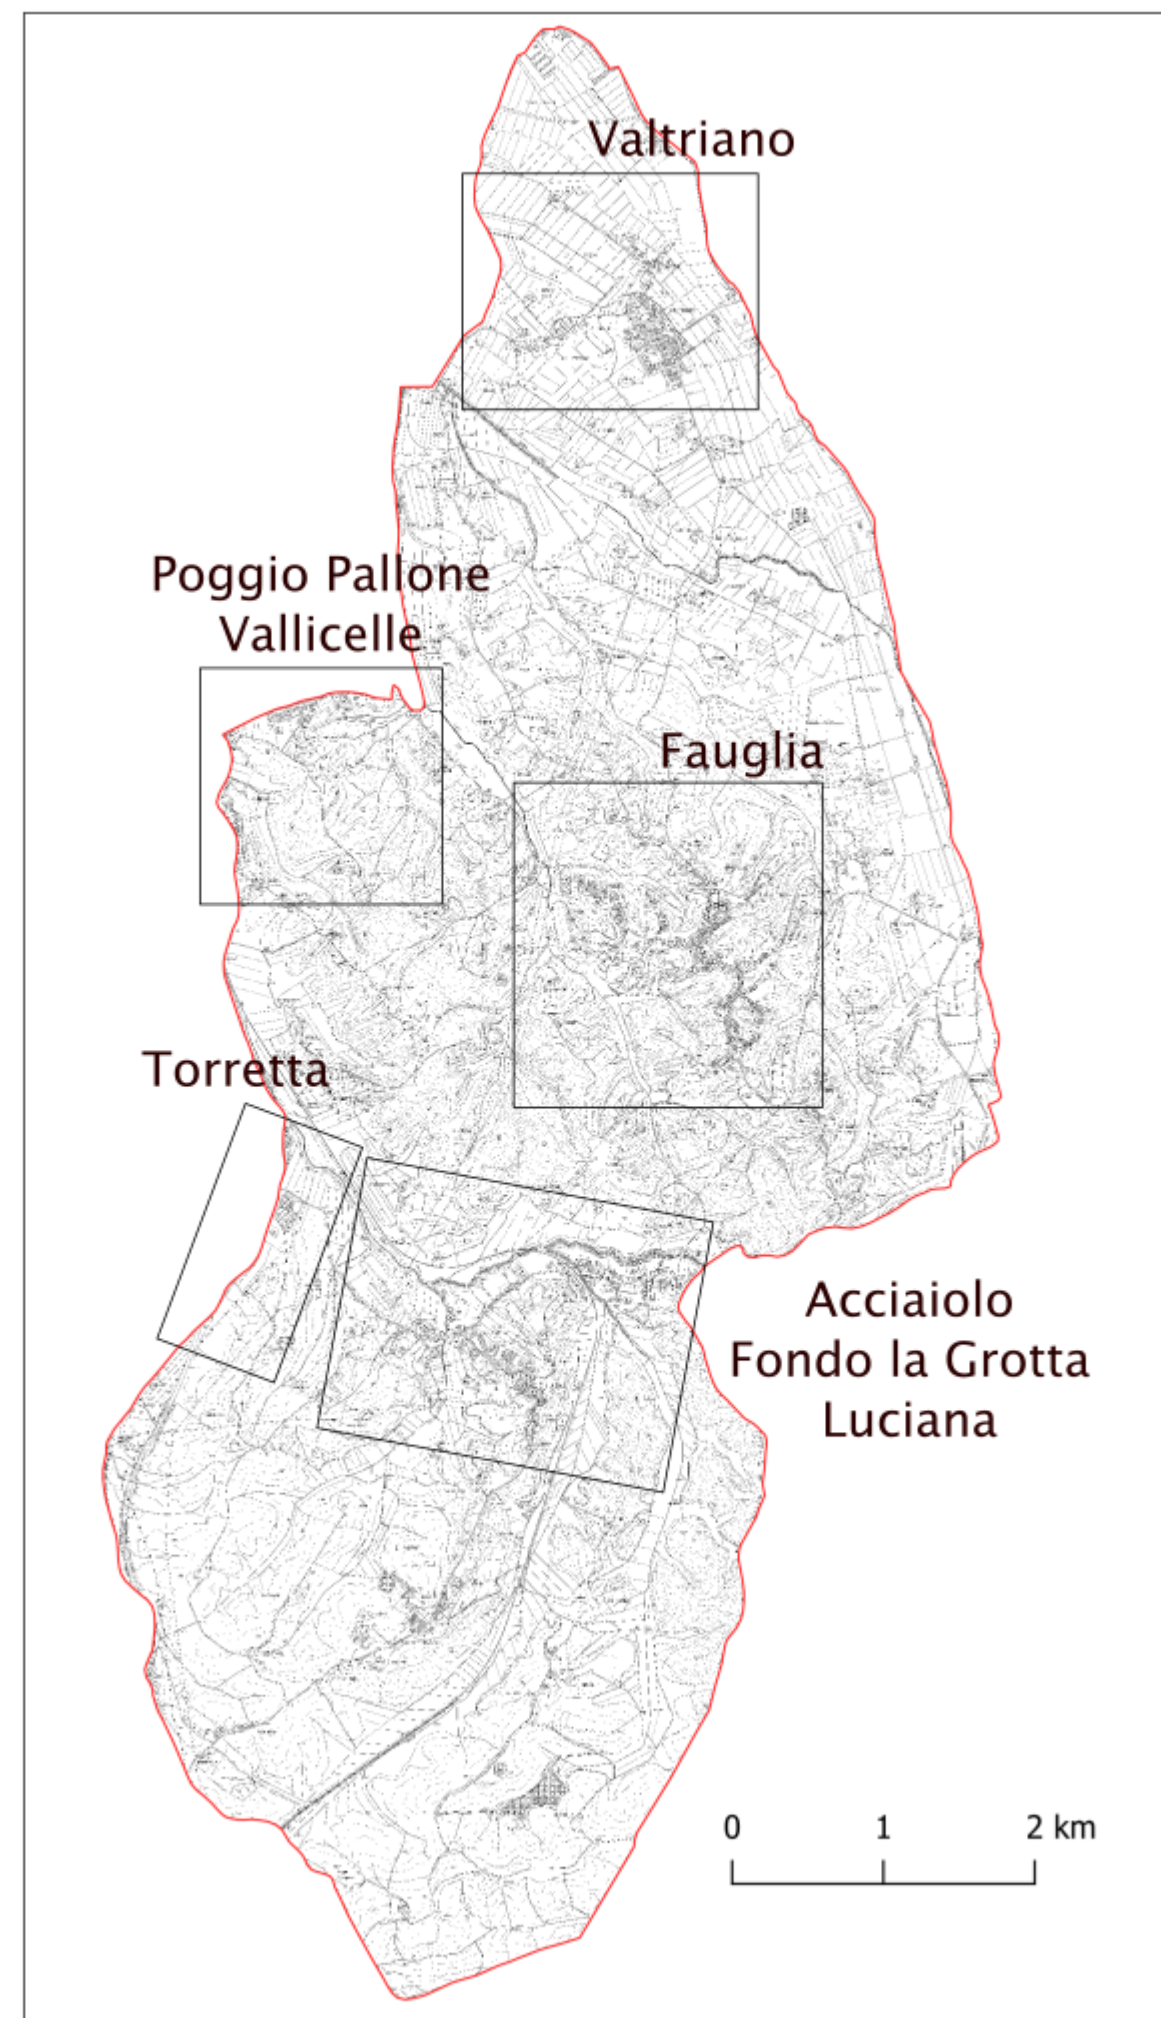 Valtriano
Poggio Pallone
Vallicelle
Fauglia
Torretta
Acciaiolo
Fondo la Grotta
Luciana
0 1 2 km